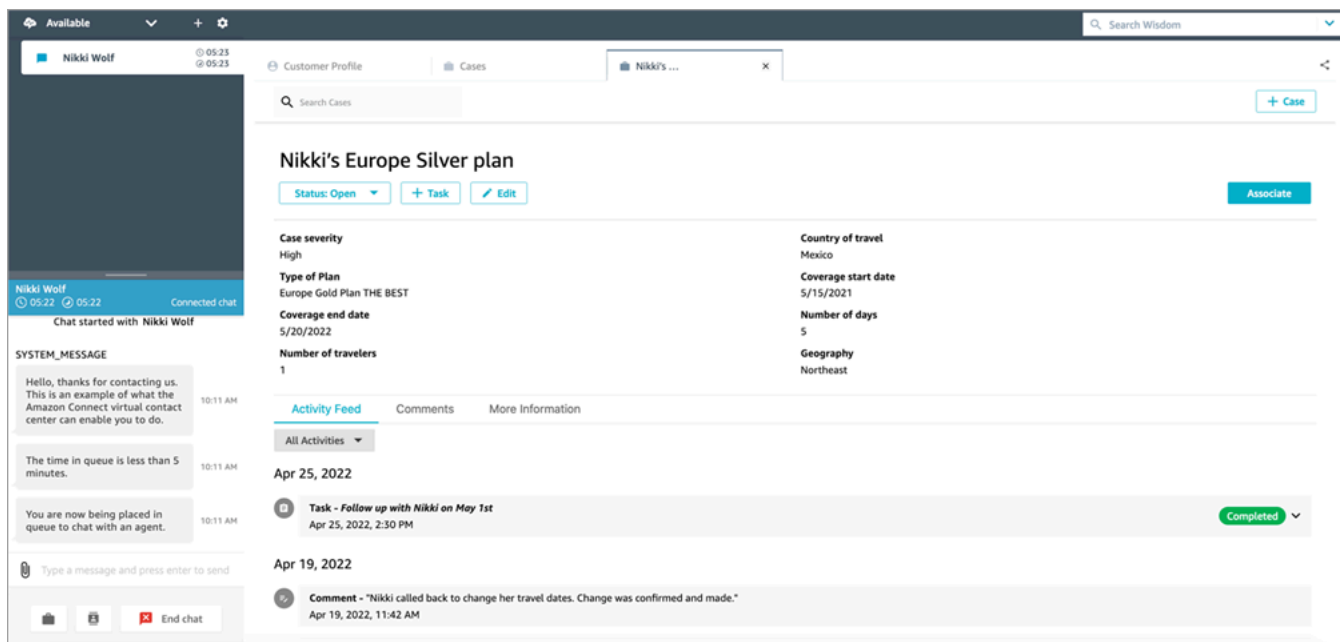 Available
Search Wisdom
Nikki Wolf
05:23
05:23
Customer Profile
Cases
Nikki's ...
Search Cases
+ Case
Nikki's Europe Silver plan
Status: Open
+ Task
Edit
Associate
Case severity
High
Country of travel
Mexico
Type of Plan
Europe Gold Plan THE BEST
Coverage start date
5/15/2021
Coverage end date
5/20/2022
Number of days
5
Number of travelers
1
Geography
Northeast
Nikki Wolf
05:22 05:22 Connected chat
Chat started with Nikki Wolf
SYSTEM_MESSAGE
Hello, thanks for contacting us.
This is an example of what the
Amazon Connect virtual contact
center can enable you to do.
10:11 AM
The time in queue is less than 5
minutes.
10:11 AM
You are now being placed in
queue to chat with an agent.
10:11 AM
Type a message and press enter to send
End chat
Activity Feed Comments More Information
All Activities
Apr 25, 2022
Task - Follow up with Nikki on May 1st
Apr 25, 2022, 2:30 PM
Completed
Apr 19, 2022
Comment - "Nikki called back to change her travel dates. Change was confirmed and made."
Apr 19, 2022, 11:42 AM